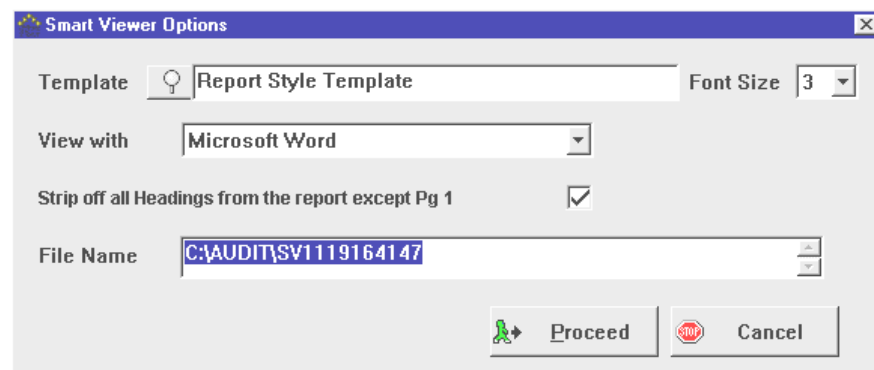 Smart Viewer Options
Template Report Style Template Font Size 3
View with Microsoft Word
Strip off all Headings from the report except Pg 1
File Name C:\AUDIT\SV1119164147
Proceed STOP Cancel